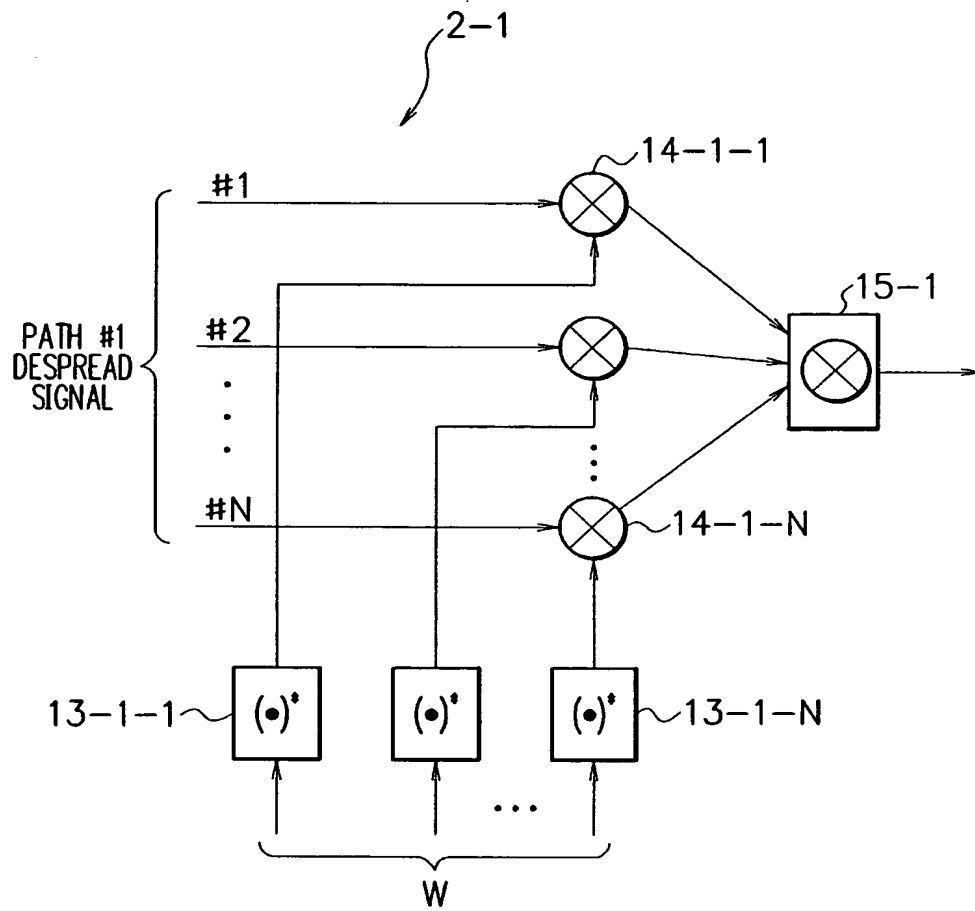 2-1
14-1-1
#1
15-1
PATH #1
DESPREAD
SIGNAL
#2
#N
14-1-N
13-1-1
(•)*
(•)*
(•)*
13-1-N
W